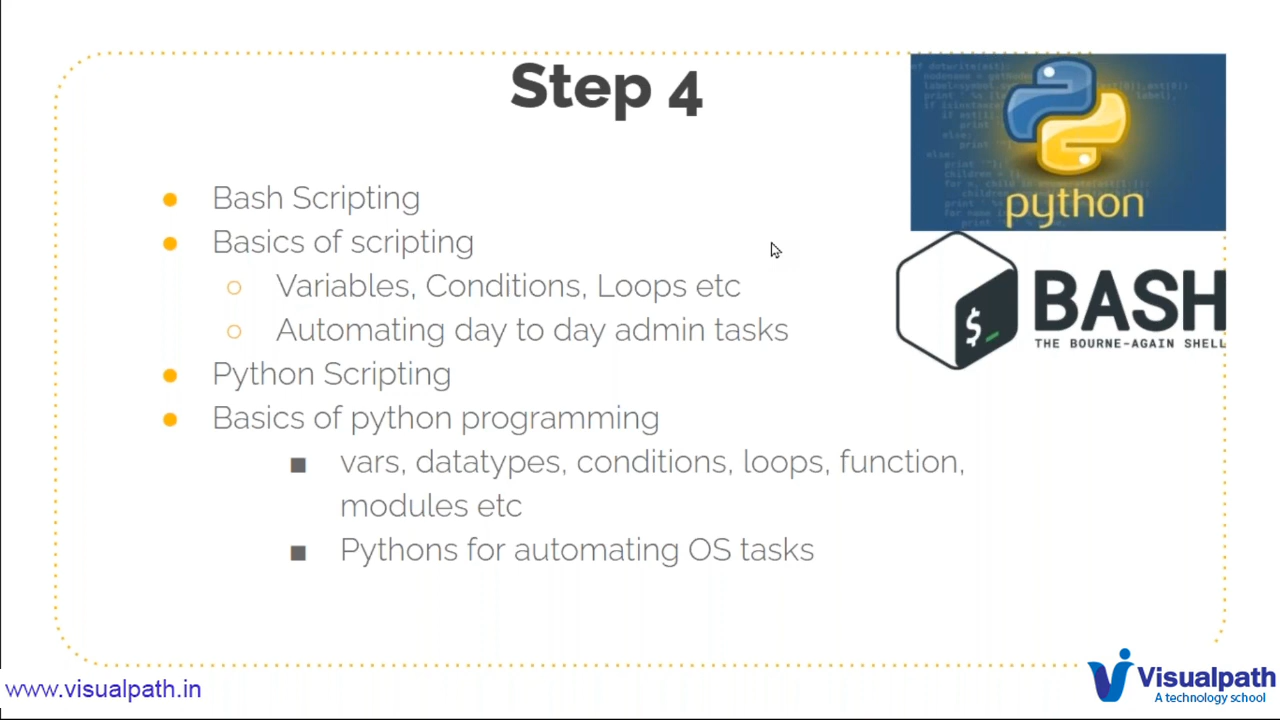 Step 4
Bash Scripting
Basics of scripting
Variables, Conditions, Loops etc
Automating day to day admin tasks
Python Scripting
Basics of python programming
vars, datatypes, conditions, loops, function,
modules etc
Pythons for automating OS tasks
python
$_
BASH
THE BOURNE-AGAIN SHELL
www.visualpath.in
Visualpath
A technology school